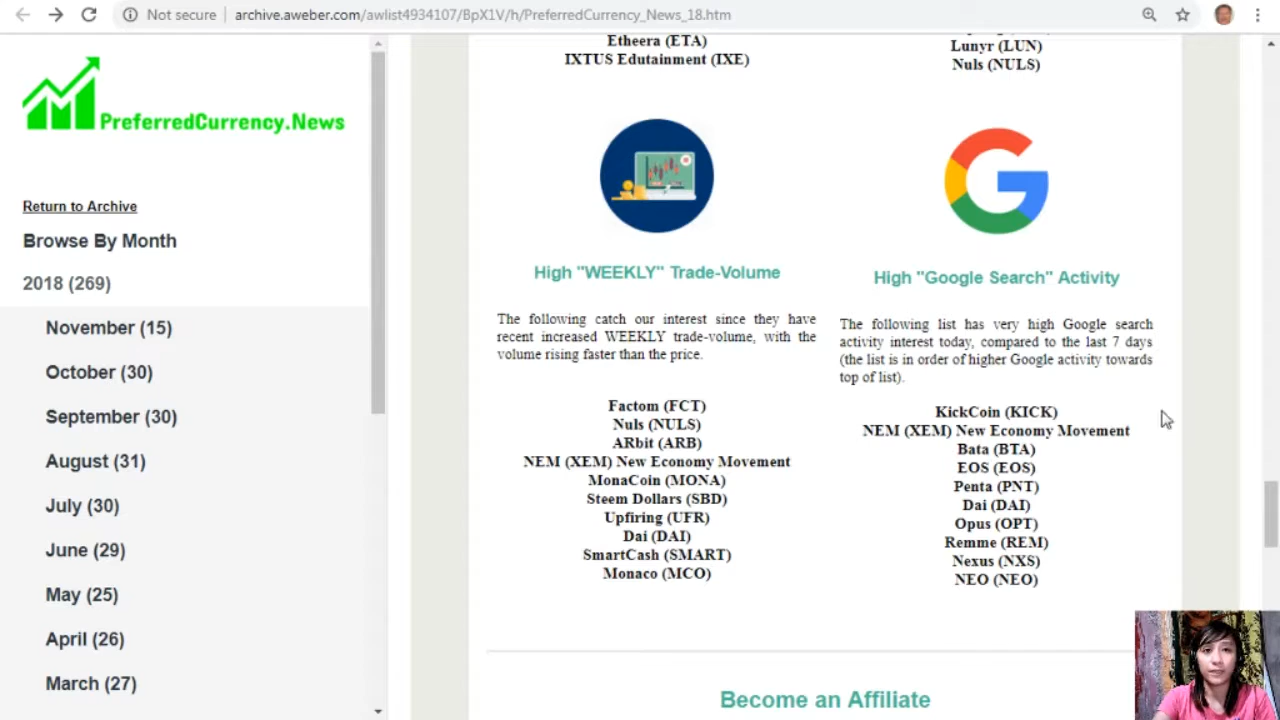 Not secure
archive.aweber.com/awlist4934107/BpX1V/h/PreferredCurrency_News_18.htm
PreferredCurrency.News
Return to Archive
Browse By Month
2018 (269)
November (15)
October (30)
September (30)
August (31)
July (30)
June (29)
May (25)
April (26)
March (27)
Etheera (ETA)
IXTUS Edutainment (IXE)
High "WEEKLY" Trade-Volume
The following catch our interest since they have
recent increased WEEKLY trade-volume, with the
volume rising faster than the price.
Factom (FCT)
Nuls (NULS)
ARbit (ARB)
NEM (XEM) New Economy Movement
MonaCoin (MONA)
Steem Dollars (SBD)
Upfiring (UFR)
Dai (DAI)
SmartCash (SMART)
Monaco (MCO)
Lunyr (LUN)
Nuls (NULS)
High "Google Search" Activity
The following list has very high Google search
activity interest today, compared to the last 7 days
(the list is in order of higher Google activity towards
top of list).
KickCoin (KICK)
NEM (XEM) New Economy Movement
Bata (BTA)
EOS (EOS)
Penta (PNT)
Dai (DAI)
Opus (OPT)
Remme (REM)
Nexus (NXS)
NEO (NEO)
Become an Affiliate